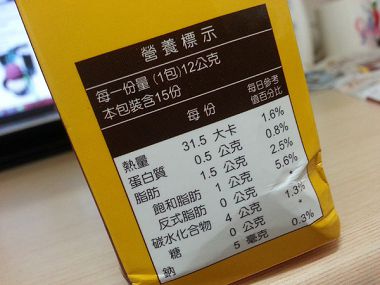 營養標示
每一份量 (1包)12公克
本包裝含15份
每份 每日參考值百分比
熱量 31.5 大卡 1.6%
蛋白質 0.5 公克 0.8%
脂肪 1.5 公克 2.5%
飽和脂肪 1 公克 5.6%
反式脂肪 0 公克 *
碳水化合物 4 公克 1.3%
糖 0 公克 *
鈉 5 毫克 0.3%